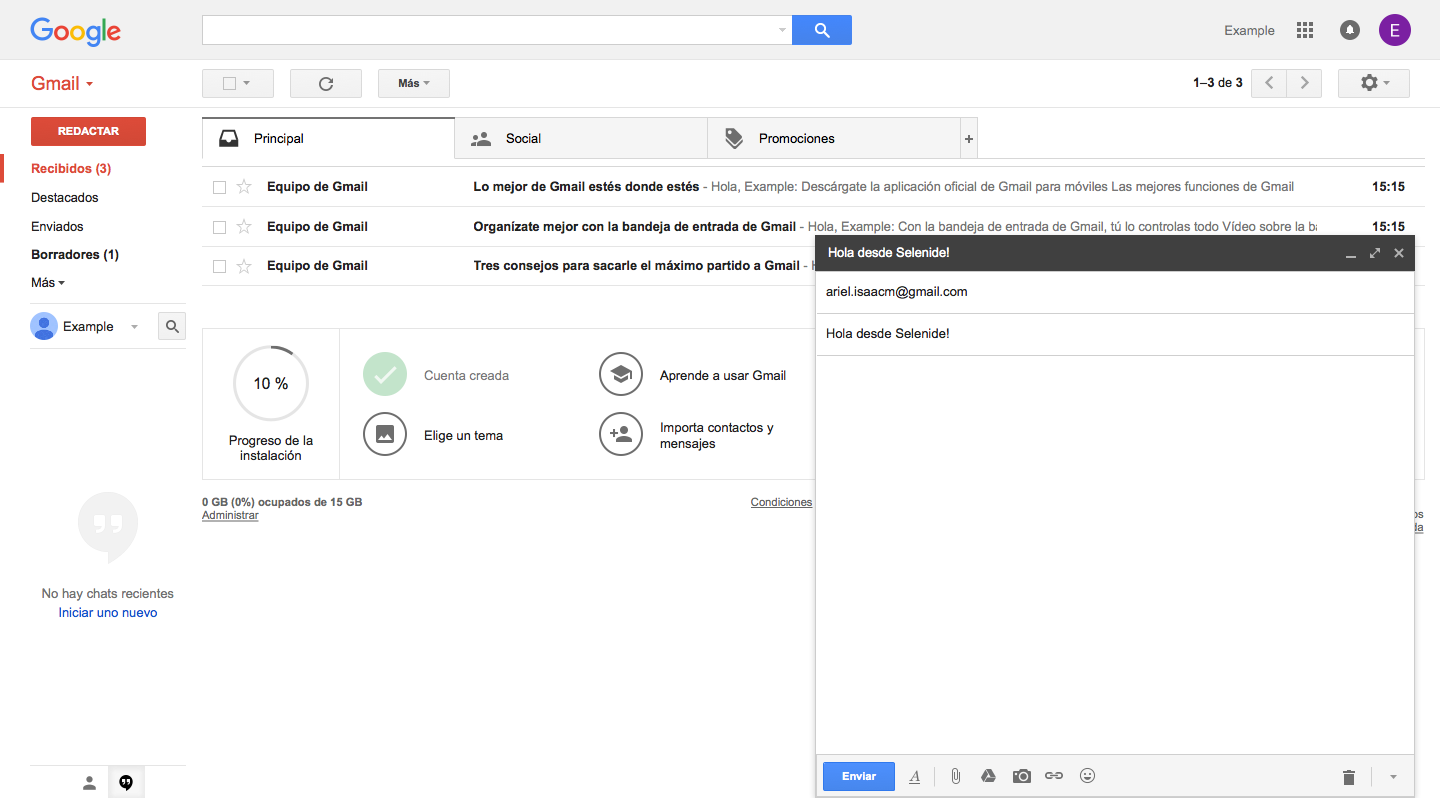 Google
Example
E
Gmail
Más
1–3 de 3
REDACTAR
Principal
Social
Promociones
+
Recibidos (3)
Destacados
Enviados
Borradores (1)
Más
Example
Equipo de Gmail Lo mejor de Gmail estés donde estés - Hola, Example: Descárgate la aplicación oficial de Gmail para móviles Las mejores funciones de Gmail 15:15
Equipo de Gmail Organízate mejor con la bandeja de entrada de Gmail - Hola, Example: Con la bandeja de entrada de Gmail, tú lo controlas todo Vídeo sobre la 15:15
Equipo de Gmail Tres consejos para sacarle el máximo partido a Gmail -
10 %
Progreso de la
instalación
Cuenta creada
Aprende a usar Gmail
Elige un tema
Importa contactos y
mensajes
0 GB (0%) ocupados de 15 GB
Administrar
Condiciones
No hay chats recientes
Iniciar uno nuevo
Hola desde Selenide!
ariel.isaacm@gmail.com
Hola desde Selenide!
Enviar
A